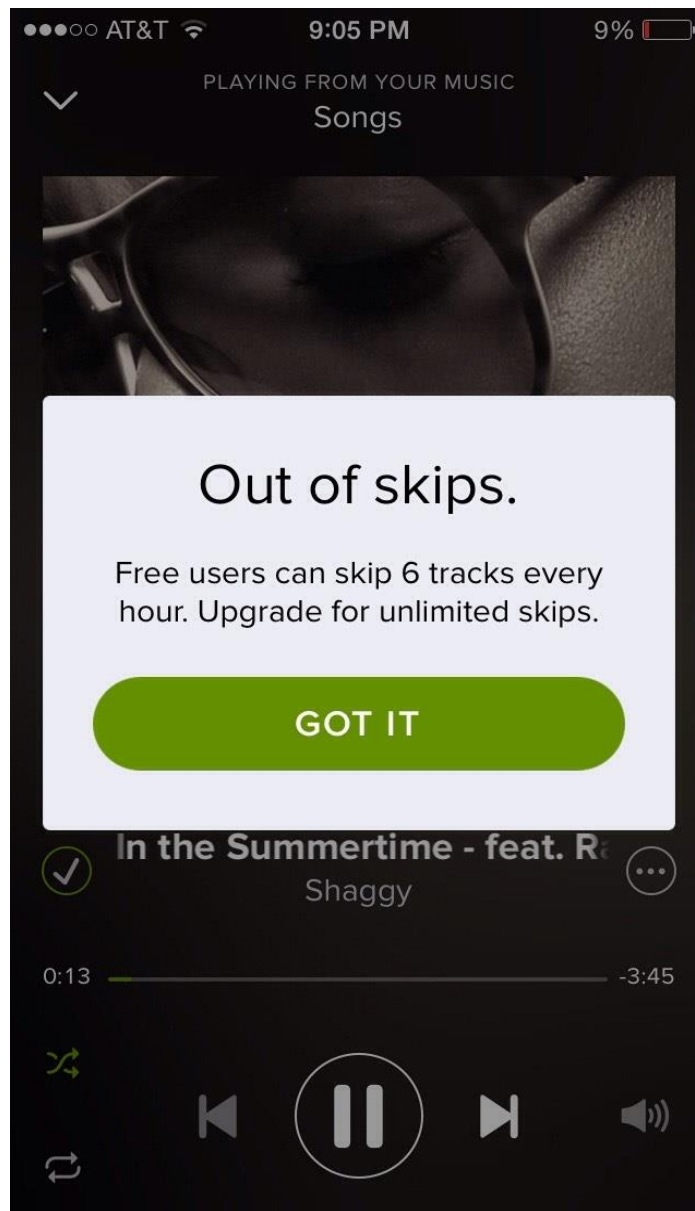 AT&T 9:05 PM 9%
PLAYING FROM YOUR MUSIC
Songs
Out of skips.
Free users can skip 6 tracks every
hour. Upgrade for unlimited skips.
GOT IT
In the Summertime - feat.
Shaggy
0:13 -3:45